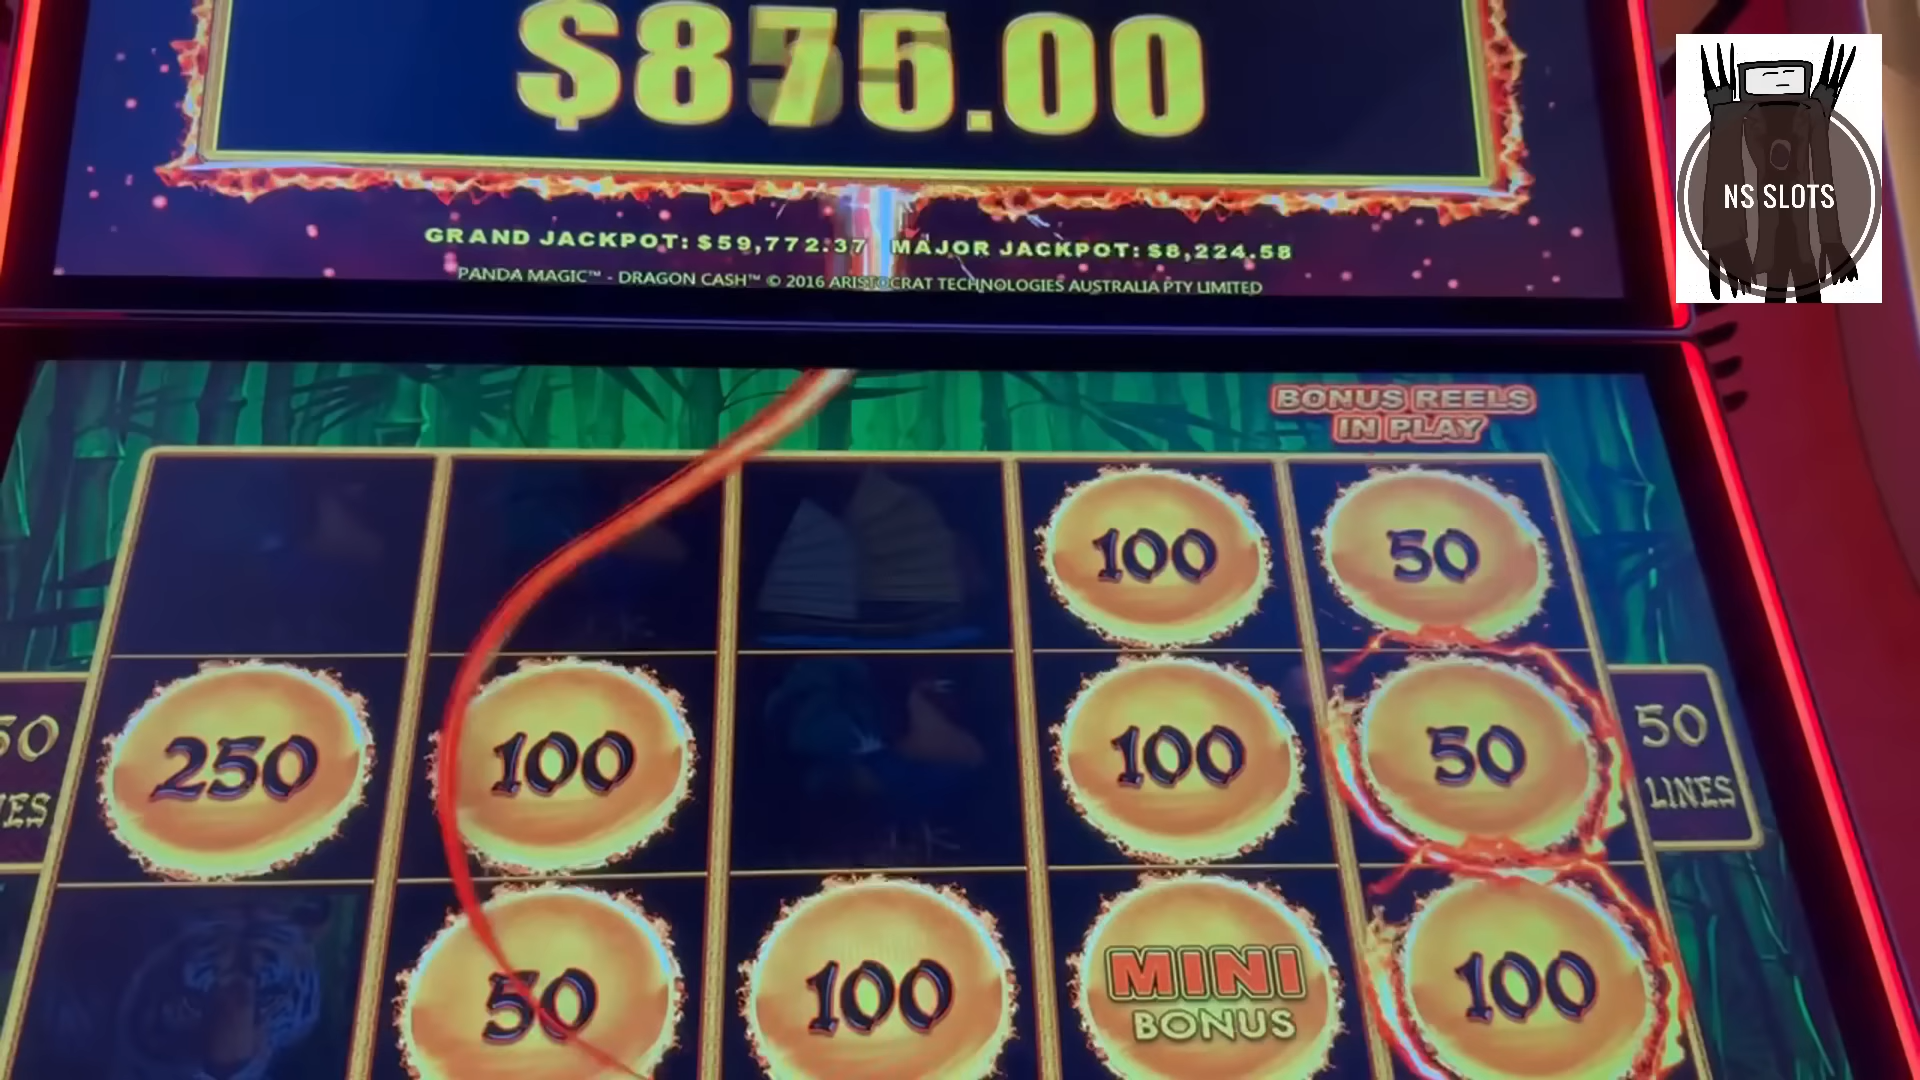 $875.00
NS SLOTS
GRAND JACKPOT: $59,772.37 MAJOR JACKPOT: $8,224.58
PANDA MAGIC™ - DRAGON CASH™ © 2016 ARISTOCRAT TECHNOLOGIES AUSTRALIA PTY LIMITED
BONUS REELS
IN PLAY
100 50
250 100 100 50
50
LINES
50 100 MINI BONUS 100